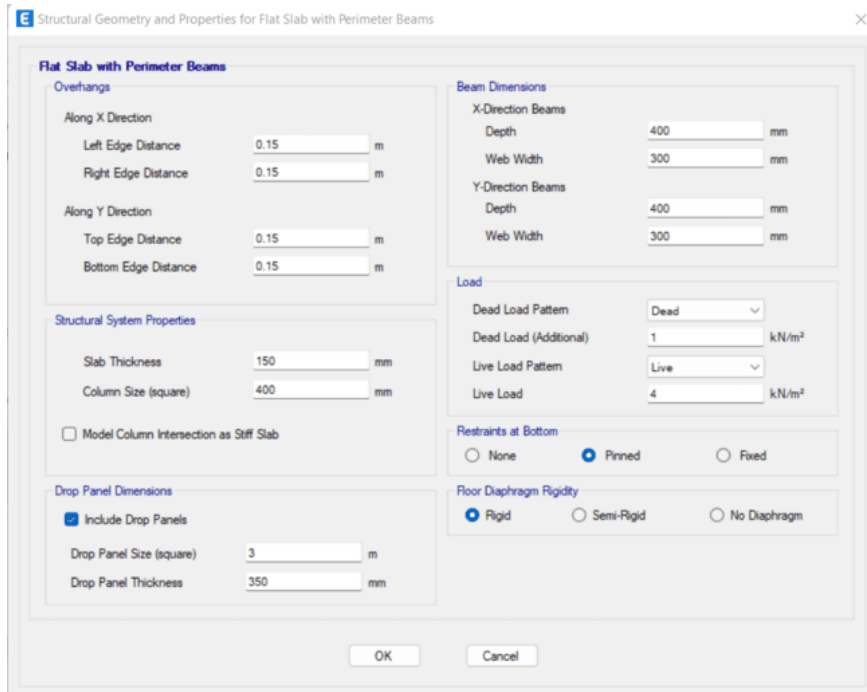 Structural Geometry and Properties for Flat Slab with Perimeter Beams
Flat Slab with Perimeter Beams
Overhangs
Along X Direction
Left Edge Distance 0.15 m
Right Edge Distance 0.15 m
Along Y Direction
Top Edge Distance 0.15 m
Bottom Edge Distance 0.15 m
Structural System Properties
Slab Thickness 150 mm
Column Size (square) 400 mm
Model Column Intersection as Stiff Slab
Drop Panel Dimensions
Include Drop Panels
Drop Panel Size (square) 3 m
Drop Panel Thickness 350 mm
Beam Dimensions
X-Direction Beams
Depth 400 mm
Web Width 300 mm
Y-Direction Beams
Depth 400 mm
Web Width 300 mm
Load
Dead Load Pattern Dead
Dead Load (Additional) 1 kN/m²
Live Load Pattern Live
Live Load 4 kN/m²
Restraints at Bottom
None Pinned Fixed
Floor Diaphragm Rigidity
Rigid Semi-Rigid No Diaphragm
OK Cancel